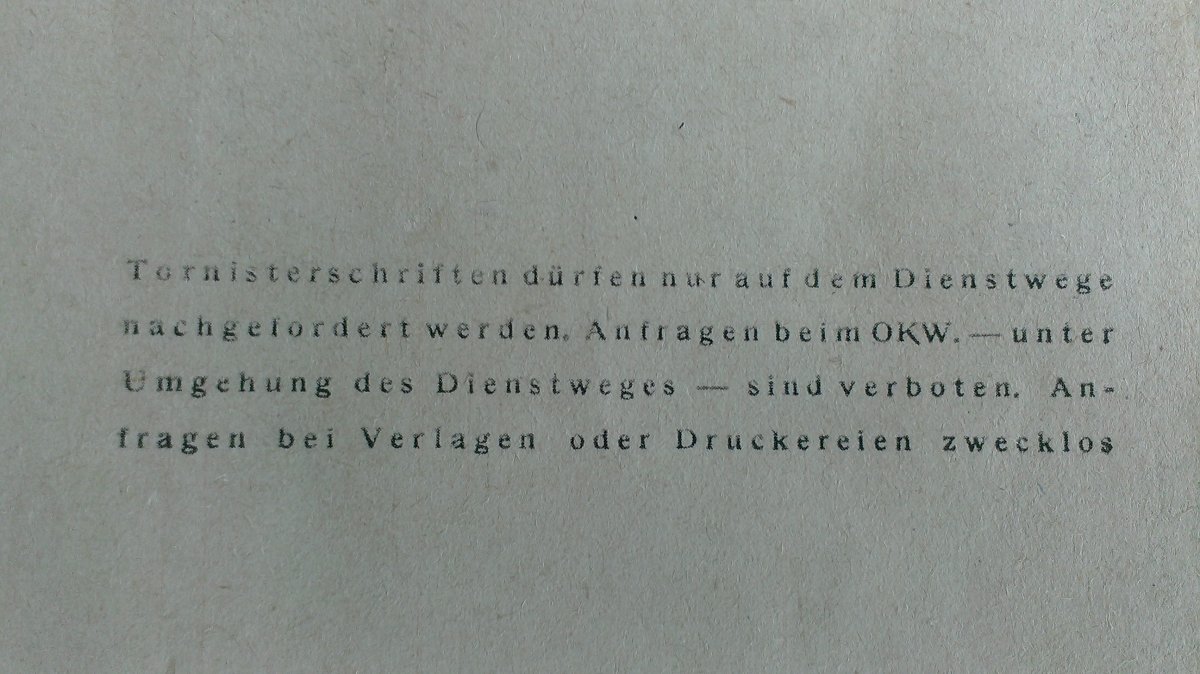 Tornisterschriften dürfen nur auf dem Dienstwege
nachgefordert werden. Anfragen beim OKW. — unter
Umgehung des Dienstweges — sind verboten. An-
fragen bei Verlagen oder Druckereien zwecklos